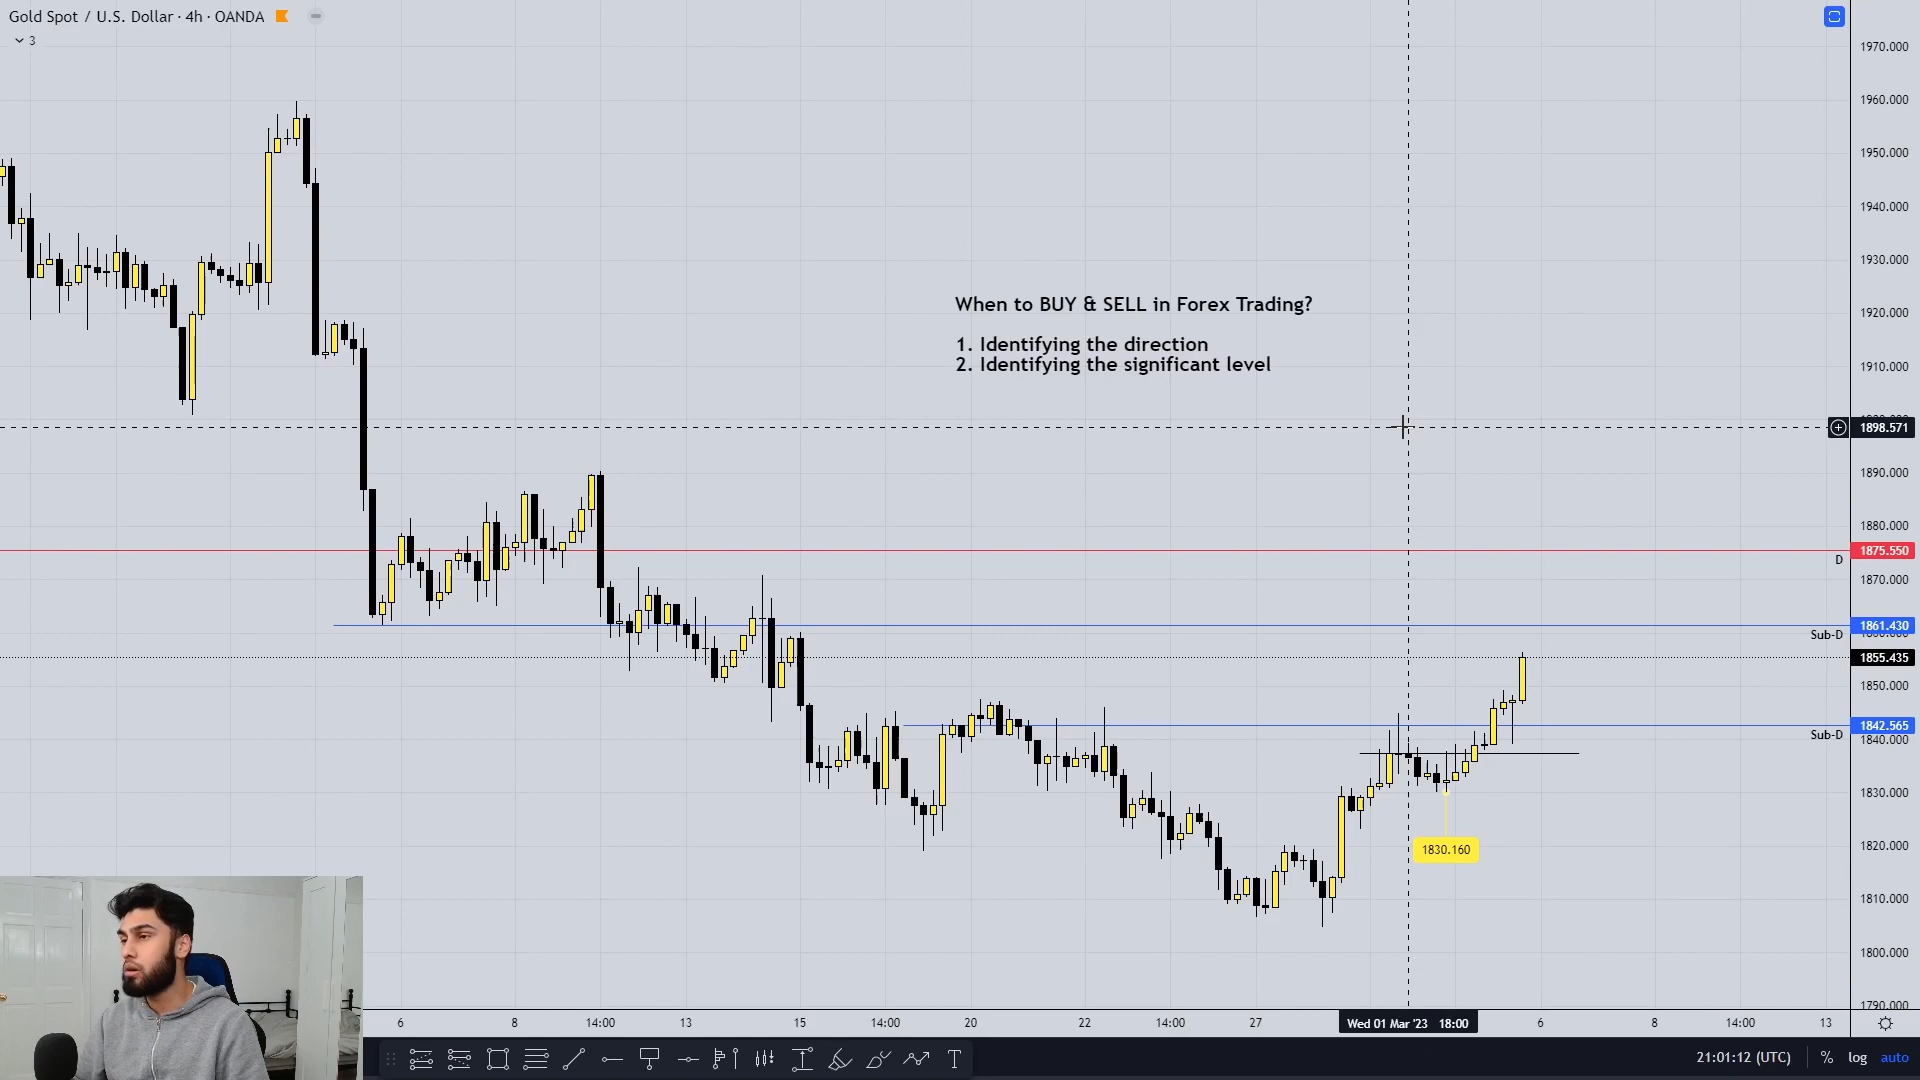 Gold Spot / U.S. Dollar · 4h · OANDA
3
When to BUY & SELL in Forex Trading?
1. Identifying the direction
2. Identifying the significant level
1970.000
1960.000
1950.000
1940.000
1930.000
1920.000
1910.000
1898.571
1890.000
1880.000
1875.550
D
1870.000
1861.430
Sub-D
1855.435
1850.000
1842.565
Sub-D
1840.000
1830.000
1830.160
1820.000
1810.000
1800.000
1790.000
6 8 14:00 13 15 14:00 20 22 14:00 27 Wed 01 Mar '23 18:00 6 8 14:00 13
T
21:01:12 (UTC) % log auto